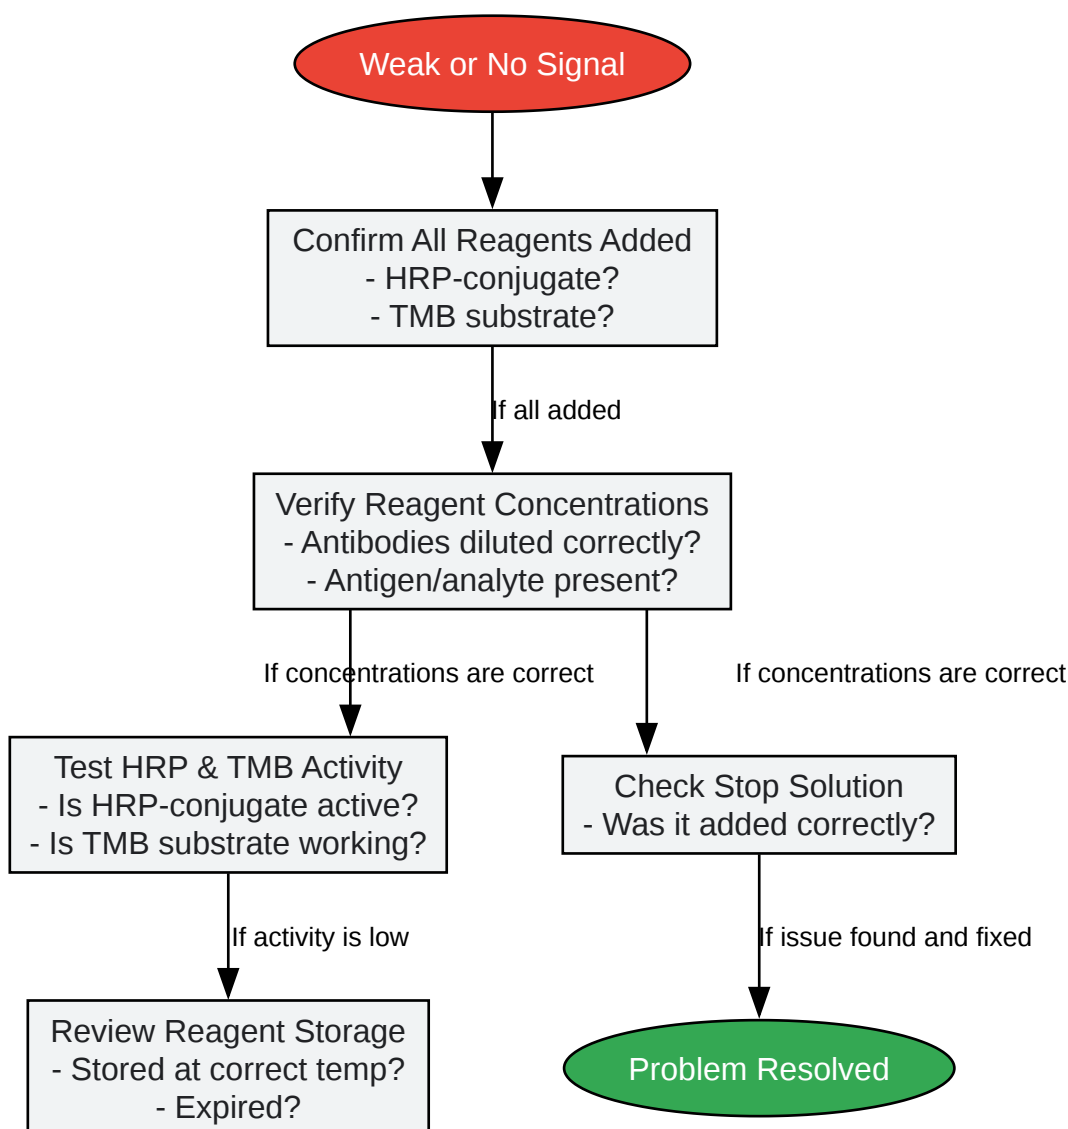 Weak or No Signal
Confirm All Reagents Added
- HRP-conjugate?
- TMB substrate?
If all added
Verify Reagent Concentrations
- Antibodies diluted correctly?
- Antigen/analyte present?
If concentrations are correct
If concentrations are correct
Test HRP & TMB Activity
- Is HRP-conjugate active?
- Is TMB substrate working?
Check Stop Solution
- Was it added correctly?
If activity is low
If issue found and fixed
Review Reagent Storage
- Stored at correct temp?
- Expired?
Problem Resolved